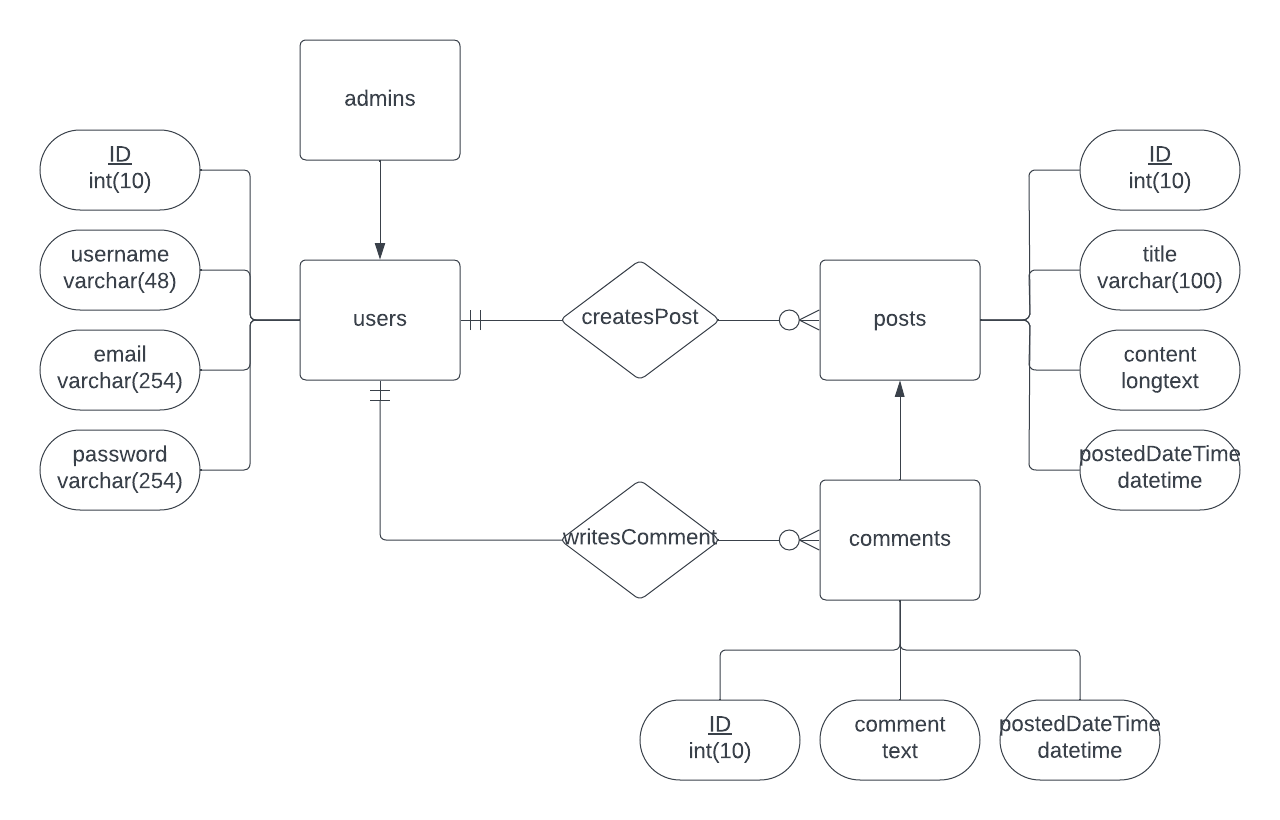 admins
ID
int(10)
username
varchar(48)
email
varchar(254)
password
varchar(254)
users
createsPost
posts
ID
int(10)
title
varchar(100)
content
longtext
postedDateTime
datetime
writesComment
comments
ID
int(10)
comment
text
postedDateTime
datetime